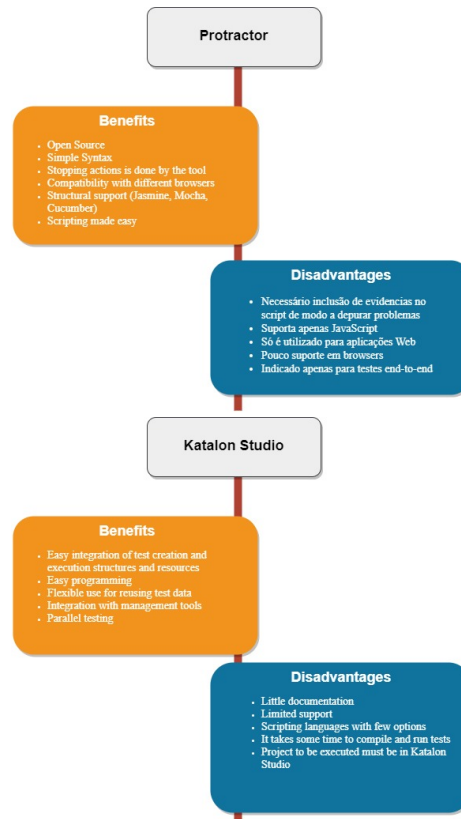 Protractor
Benefits
Open Source
Simple Syntax
Stopping actions is done by the tool
Compatibility with different browsers
Structural support (Jasmine, Mocha,
Cucumber)
Scripting made easy
Disadvantages
Necessário inclusão de evidencias no
script de modo a depurar problemas
Suporta apenas JavaScript
Só é utilizado para aplicações Web
Pouco suporte em browsers
Indicado apenas para testes end-to-end
Katalon Studio
Benefits
Easy integration of test creation and
execution structures and resources
Easy programming
Flexible use for reusing test data
Integration with management tools
Parallel testing
Disadvantages
Little documentation
Limited support
Scripting languages with few options
It takes some time to compile and run tests
Project to be executed must be in Katalon
Studio